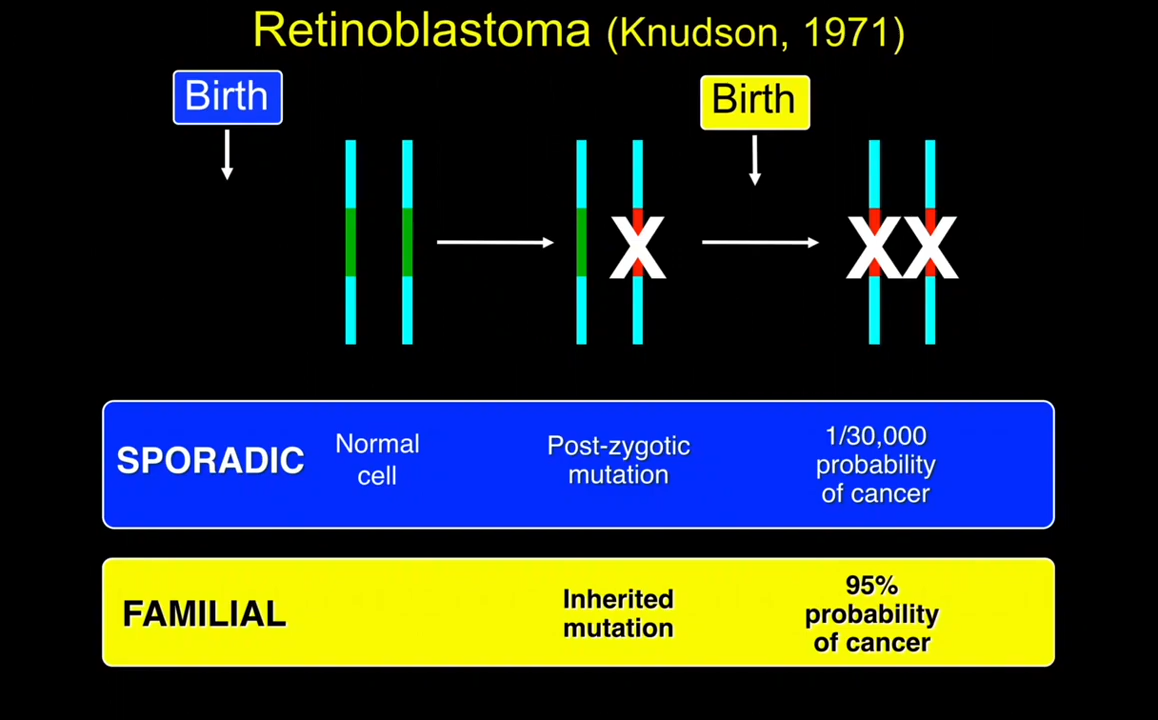 Retinoblastoma (Knudson, 1971)
Birth
Birth
X
XX
SPORADIC
Normal
cell
Post-zygotic
mutation
1/30,000
probability
of cancer
FAMILIAL
Inherited
mutation
95%
probability
of cancer